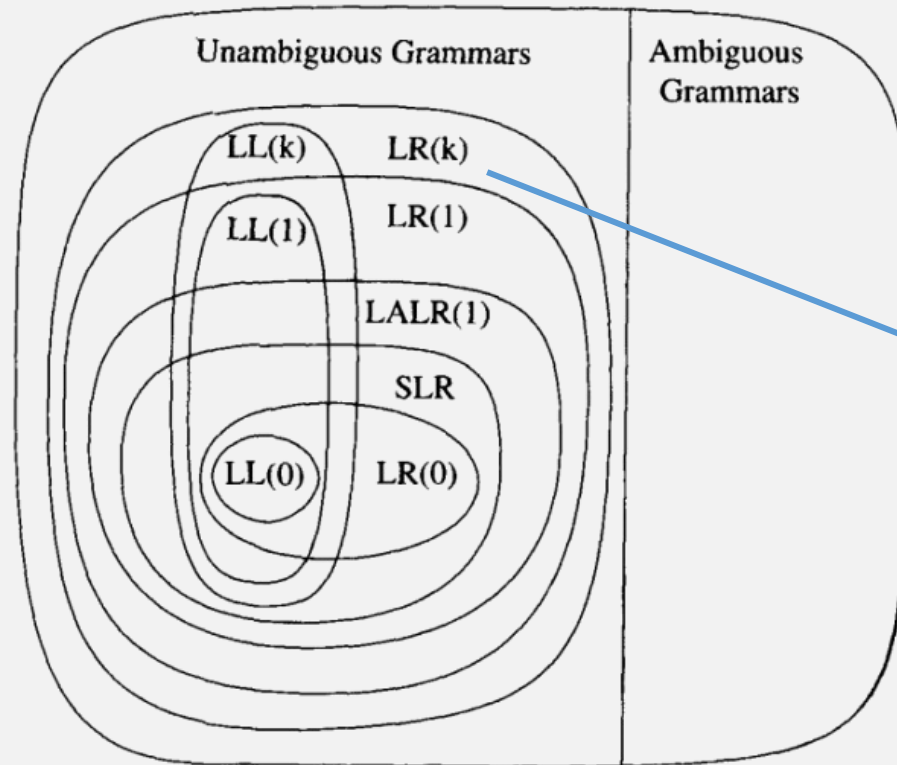 Unambiguous Grammars
Ambiguous
Grammars
LL(k)
LR(k)
LL(1)
LR(1)
LALR(1)
SLR
LL(0)
LR(0)